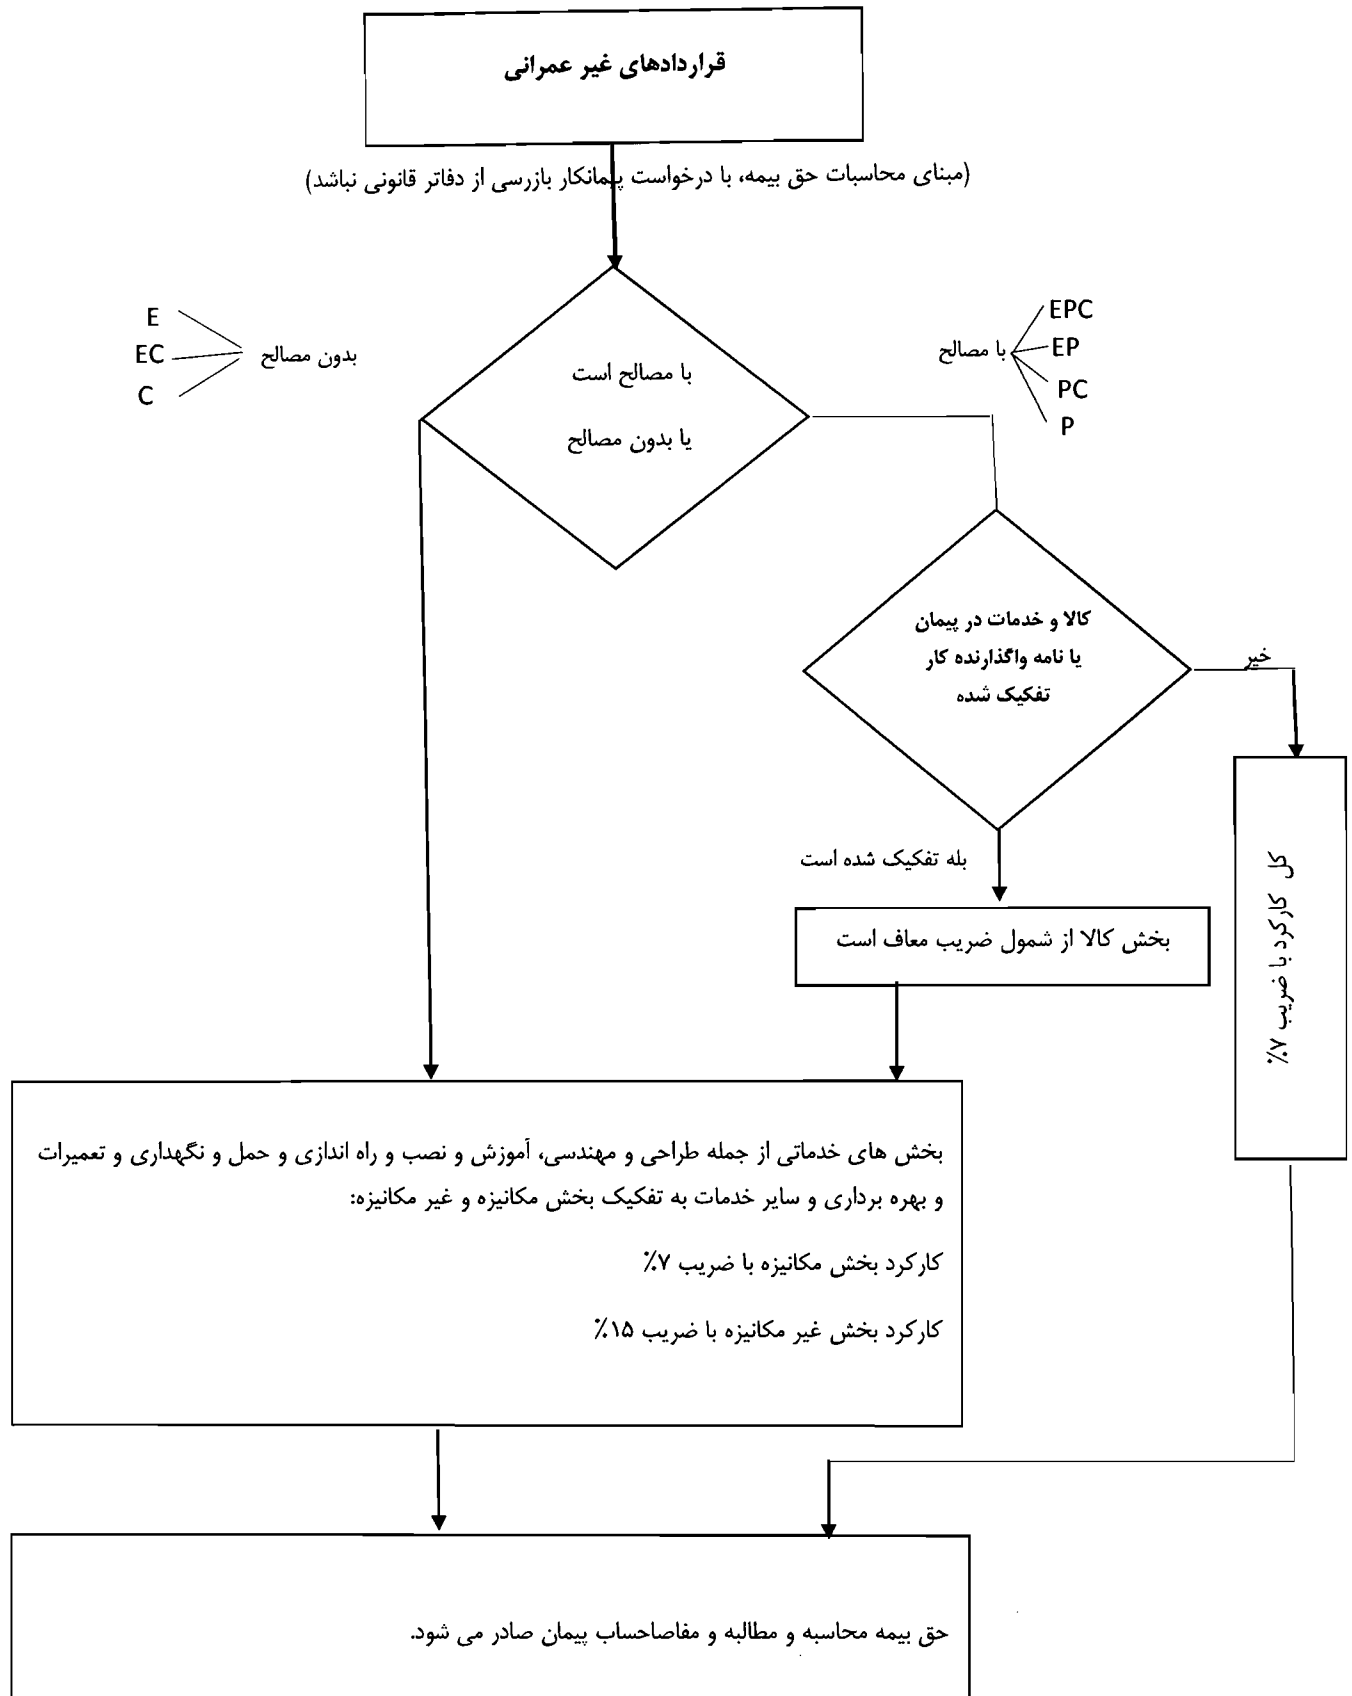 قراردادهای غیر عمرانی
(مبنای محاسبات حق بیمه، با درخواست پیمانکار بازرسی از دفاتر قانونی نباشد)
با مصالح
EPC
EP
PC
P
با مصالح است
یا بدون مصالح
بدون مصالح
E
EC
C
کالا و خدمات در پیمان
یا نامه واگذارنده کار
تفکیک شده
خیر
کل کارکرد با ضریب ۷٪
بله تفکیک شده است
بخش کالا از شمول ضریب معاف است
بخش های خدماتی از جمله طراحی و مهندسی، آموزش و نصب و راه اندازی و حمل و نگهداری و تعمیرات
و بهره برداری و سایر خدمات به تفکیک بخش مکانیزه و غیر مکانیزه:
کارکرد بخش مکانیزه با ضریب ۷٪
کارکرد بخش غیر مکانیزه با ضریب ۱۵٪
حق بیمه محاسبه و مطالبه و مفاصاحساب پیمان صادر می شود.